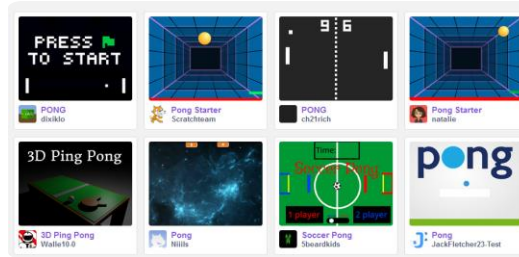 PRESS
TO START
PONG
dixiklo
Pong Starter
Scratchteam
9 6
PONG
ch21rich
Pong Starter
natalie
3D Ping Pong
3D Ping Pong
Walle10-0
Pong
Niiils
Time:
Soccer Pong
1 player
2 player
Soccer Pong
5beardkids
pong
Pong
JackFletcher23-Test